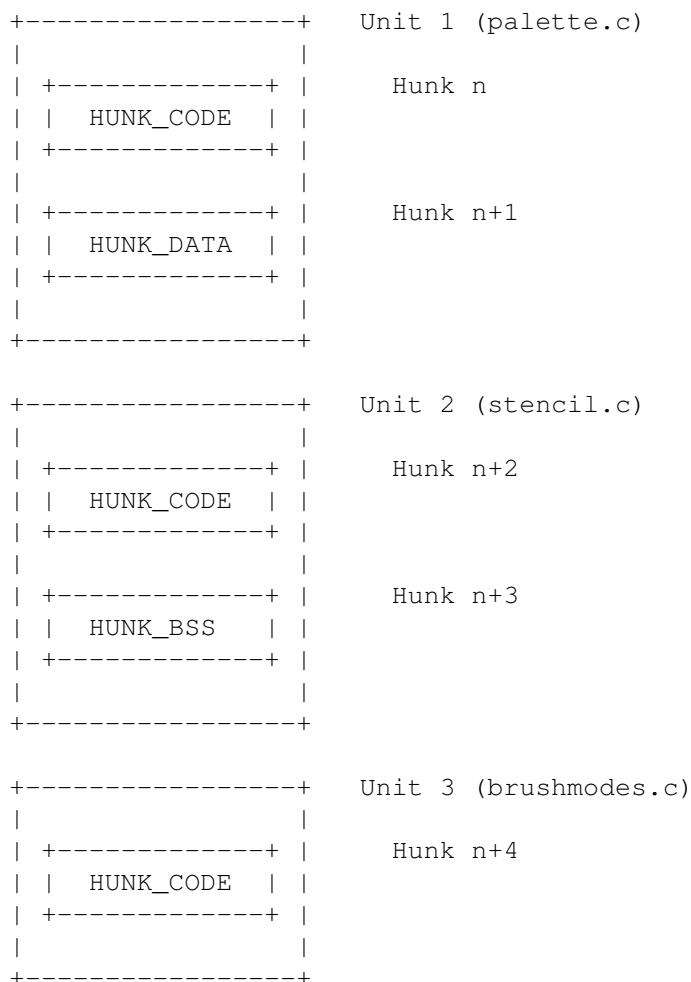 +-----------------+   Unit 1 (palette.c)
|                 |
| +-------------+ |     Hunk n
| |  HUNK_CODE  | |
| +-------------+ |
|                 |
| +-------------+ |     Hunk n+1
| |  HUNK_DATA  | |
| +-------------+ |
|                 |
+-----------------+

+-----------------+   Unit 2 (stencil.c)
|                 |
| +-------------+ |     Hunk n+2
| |  HUNK_CODE  | |
| +-------------+ |
|                 |
| +-------------+ |     Hunk n+3
| |  HUNK_BSS   | |
| +-------------+ |
|                 |
+-----------------+

+-----------------+   Unit 3 (brushmodes.c)
|                 |
| +-------------+ |     Hunk n+4
| |  HUNK_CODE  | |
| +-------------+ |
|                 |
+-----------------+